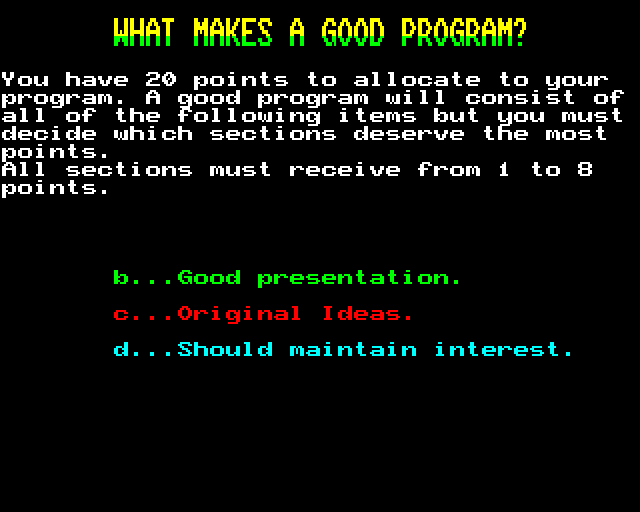 WHAT MAKES A GOOD PROGRAM?
You have 20 points to allocate to your
program. A good program will consist of
all of the following items but you must
decide which sections deserve the most
points.
All sections must receive from 1 to 8
points.
b...Good presentation.
c...Original Ideas.
d...Should maintain interest.